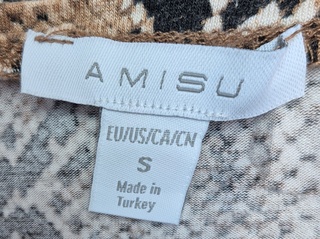 AMISU
EU/US/CA/CN
S
Made in
Turkey